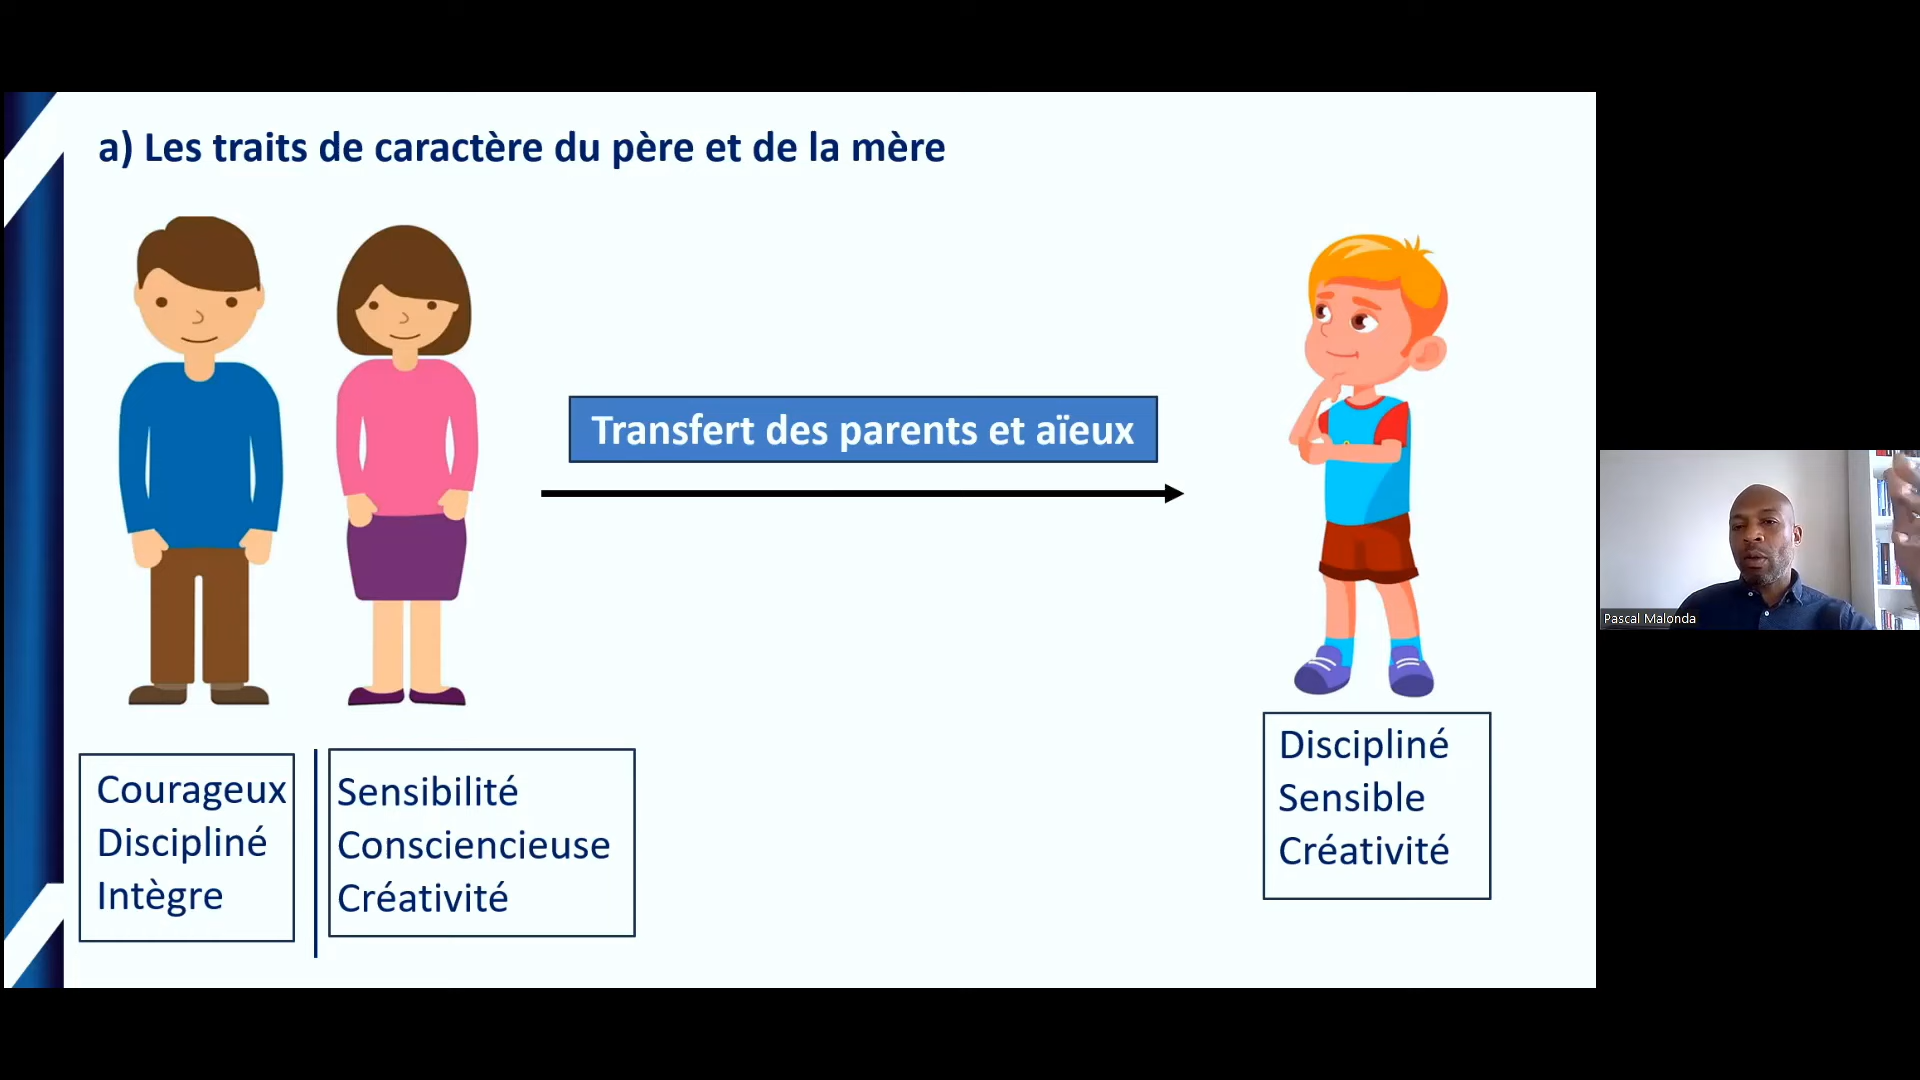 a) Les traits de caractère du père et de la mère
Transfert des parents et aïeux
Courageux
Discipliné
Intègre
Sensibilité
Consciencieuse
Créativité
Discipliné
Sensible
Créativité
Pascal Malonda